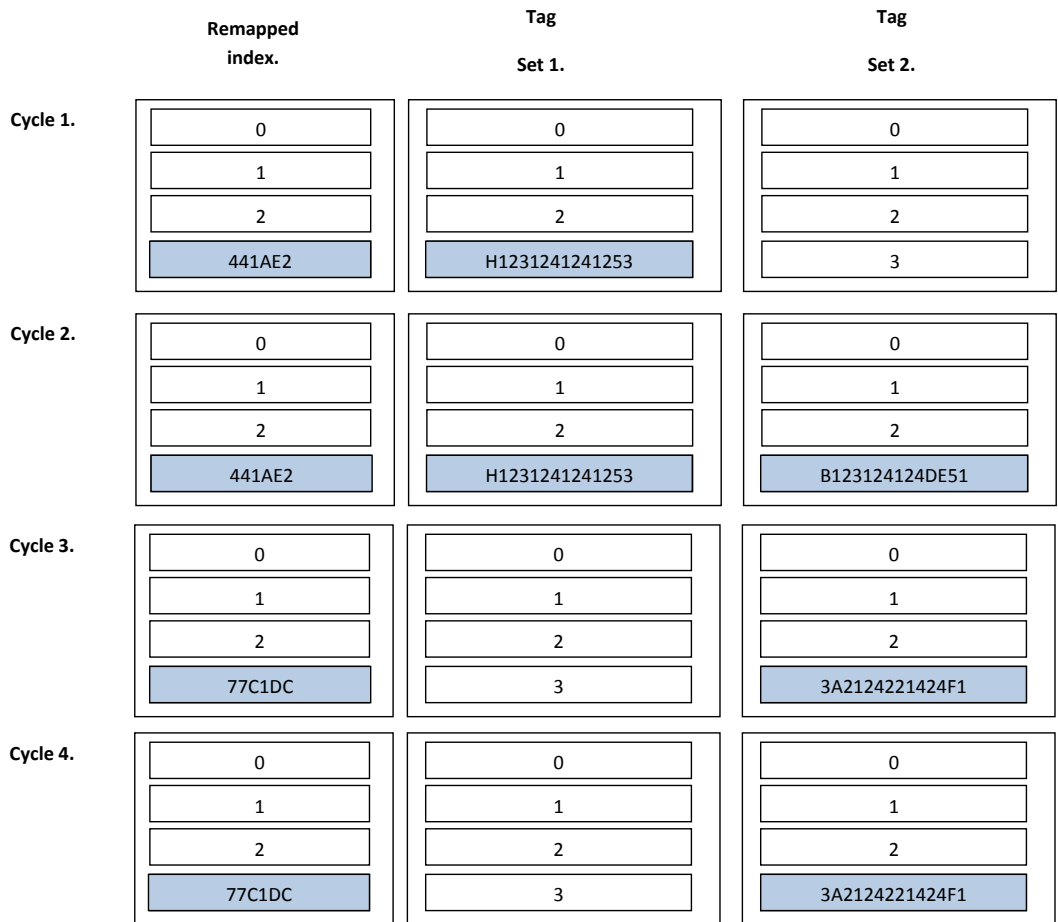 Remapped
index.
Tag
Set 1.
Tag
Set 2.
Cycle 1.
0
1
2
441AE2
0
1
2
H1231241241253
0
1
2
3
Cycle 2.
0
1
2
441AE2
0
1
2
H1231241241253
0
1
2
B123124124DE51
Cycle 3.
0
1
2
77C1DC
0
1
2
3
0
1
2
3A2124221424F1
Cycle 4.
0
1
2
77C1DC
0
1
2
3
0
1
2
3A2124221424F1